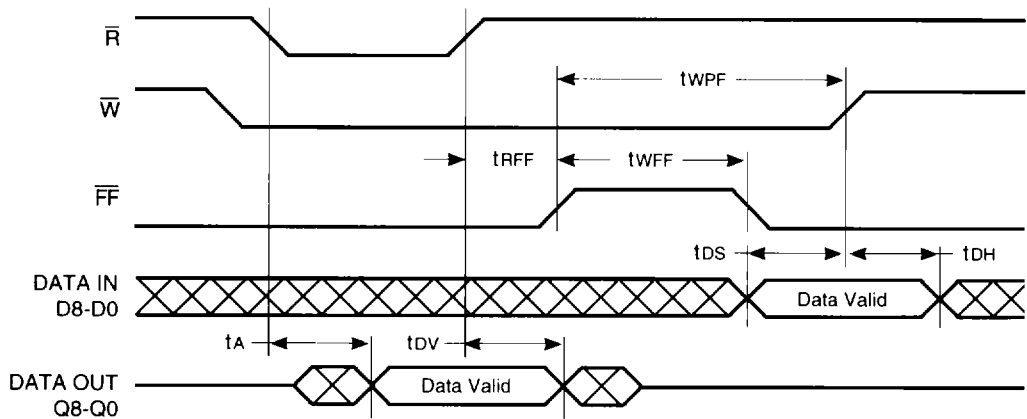 R̅
tWPF
W̅
tRFF
tWFF
F̅F̅
tDS
tDH
DATA IN
D8-D0
Data Valid
tA
tDV
DATA OUT
Q8-Q0
Data Valid